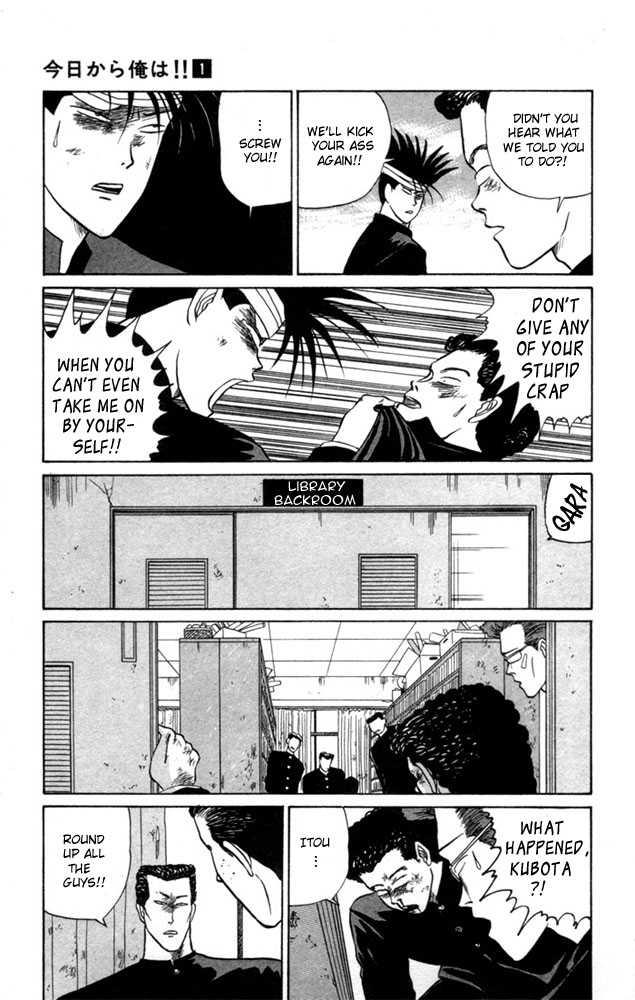 今日から俺は!! 1
DIDN'T YOU
HEAR WHAT
WE TOLD YOU
TO DO?!
WE'LL KICK
YOUR ASS
AGAIN!!
...
SCREW
YOU!!
DON'T
GIVE ANY
OF YOUR
STUPID
CRAP
WHEN YOU
CAN'T EVEN
TAKE ME ON
BY YOUR-
SELF!!
LIBRARY
BACKROOM
GARA
WHAT
HAPPENED,
KUBOTA
?!
ITOU
...
ROUND
UP ALL
THE
GUYS!!